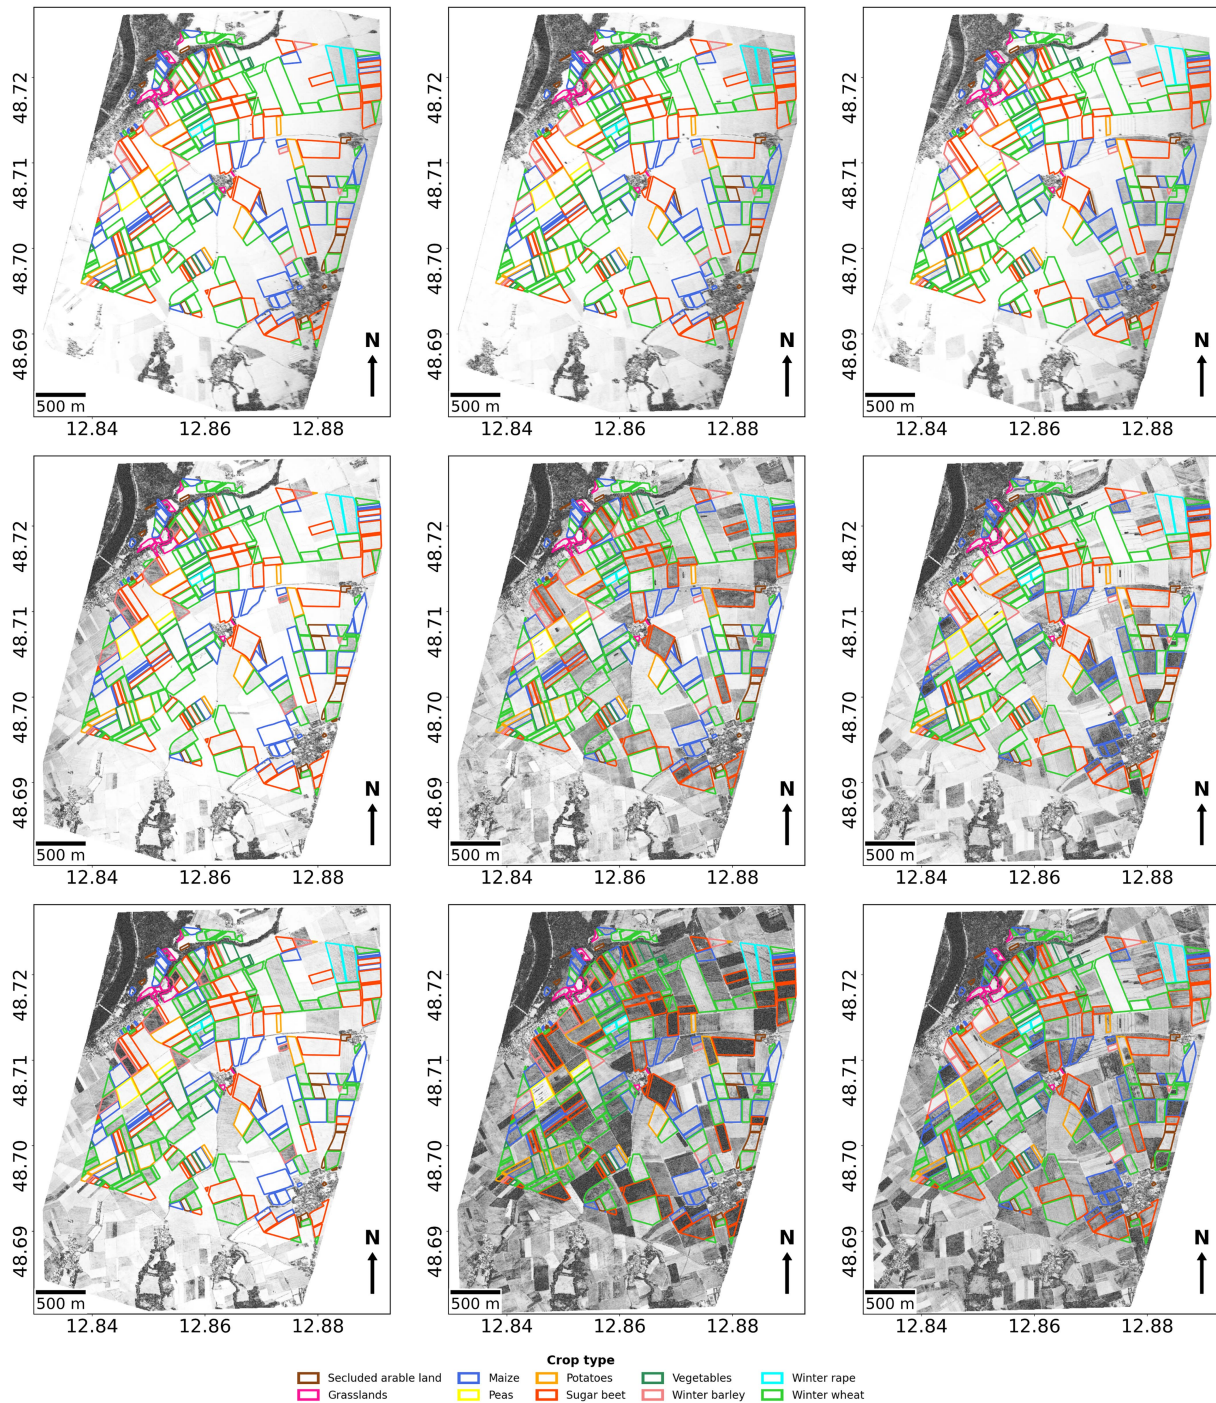 48.72
48.71
48.70
48.69
N
500 m
12.84 12.86 12.88
48.72
48.71
48.70
48.69
N
500 m
12.84 12.86 12.88
48.72
48.71
48.70
48.69
N
500 m
12.84 12.86 12.88
48.72
48.71
48.70
48.69
N
500 m
12.84 12.86 12.88
48.72
48.71
48.70
48.69
N
500 m
12.84 12.86 12.88
48.72
48.71
48.70
48.69
N
500 m
12.84 12.86 12.88
48.72
48.71
48.70
48.69
N
500 m
12.84 12.86 12.88
48.72
48.71
48.70
48.69
N
500 m
12.84 12.86 12.88
48.72
48.71
48.70
48.69
N
500 m
12.84 12.86 12.88
Crop type
Secluded arable land Maize Potatoes Vegetables Winter rape
Grasslands Peas Sugar beet Winter barley Winter wheat